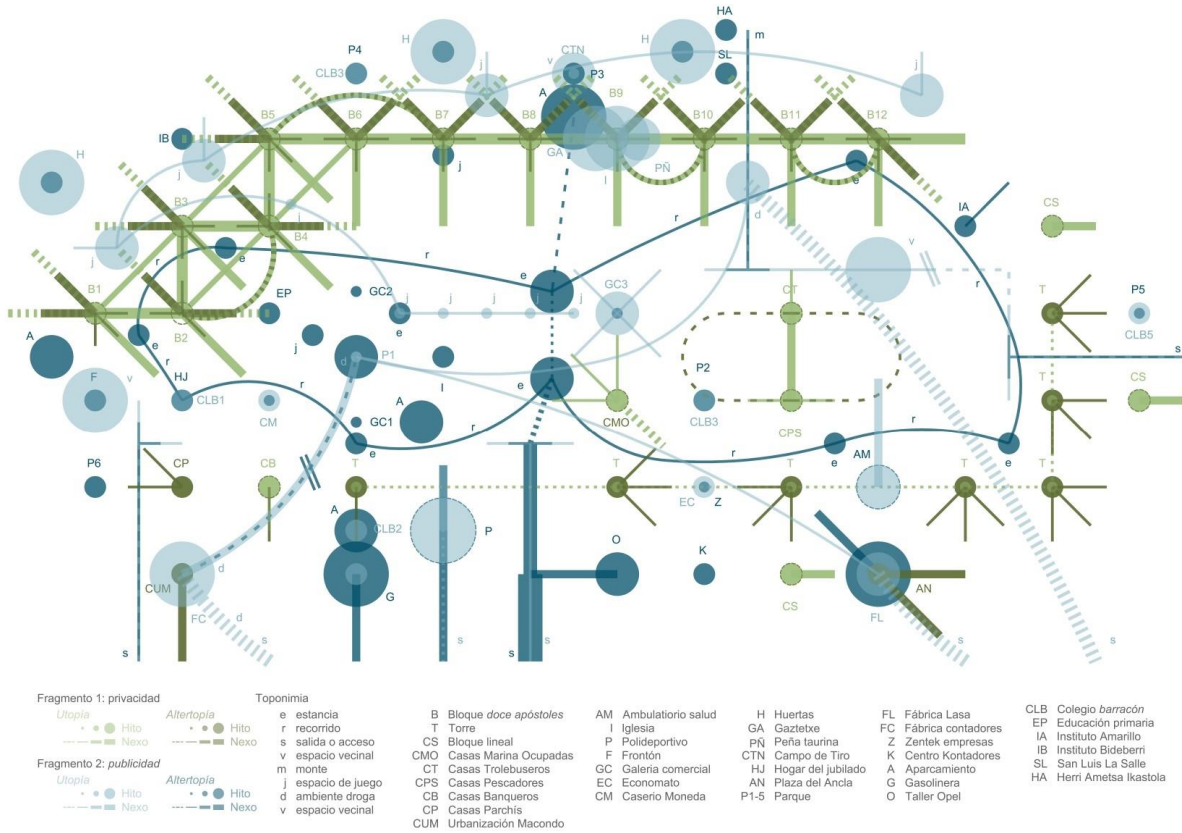 HA
H
H
m
P4
CTN
SL
v
P3
j
j
CLB3
A
B9
B5
B6
B7
B8
B10
B11
B12
IB
GA
j
j
H
I
PÑ
e
d
IA
CS
B3
B4
j
r
r
e
v
j
r
e
e
B1
EP
GC2
GC3
CT
T
P5
B2
e
j
j
j
j
j
CLB5
A
e
j
P1
d
s
r
HJ
I
P2
F
v
CLB1
CM
A
e
T
CS
GC1
CMO
CLB3
CPS
r
r
r
r
e
e
AM
e
P6
CP
CB
T
T
T
T
T
EC
Z
A
CLB2
P
O
K
CUM
d
FC
G
CS
AN
FL
d
d
s
s
s
s
s
s
s
Fragmento 1: privacidad
Utopía
Altertopía
Hito
Hito
Nexo
Nexo
Fragmento 2: publicidad
Utopía
Altertopía
Hito
Hito
Nexo
Nexo
Toponimia
e estancia
r recorrido
s salida o acceso
v espacio vecinal
m monte
j espacio de juego
d ambiente droga
v espacio vecinal
B Bloque doce apóstoles
T Torre
CS Bloque lineal
CMO Casas Marina Ocupadas
CT Casas Trolebuseros
CPS Casas Pescadores
CB Casas Banqueros
CP Casas Parchís
CUM Urbanización Macondo
AM Ambulatiorio salud
I Iglesia
P Polideportivo
F Frontón
GC Galeria comercial
EC Economato
CM Caserio Moneda
H Huertas
GA Gaztetxe
PÑ Peña taurina
CTN Campo de Tiro
HJ Hogar del jubilado
AN Plaza del Ancla
P1-5 Parque
FL Fábrica Lasa
FC Fábrica contadores
Z Zentek empresas
K Centro Kontadores
A Aparcamiento
G Gasolinera
O Taller Opel
CLB Colegio barracón
EP Educación primaria
IA Instituto Amarillo
IB Instituto Bideberri
SL San Luis La Salle
HA Herri Ametsa Ikastola